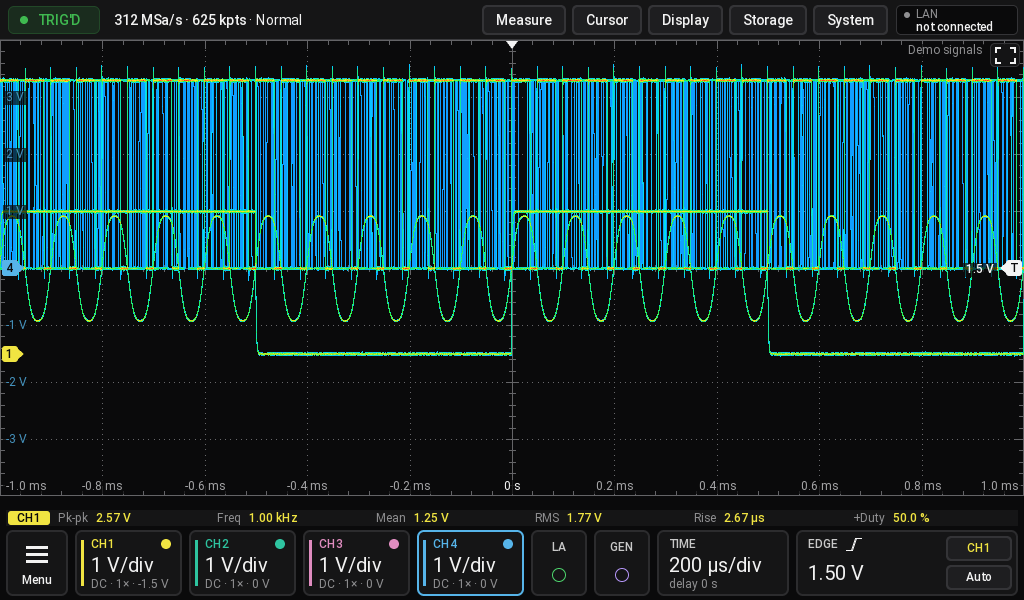 TRIG'D
312 MSa/s · 625 kpts · Normal
Measure
Cursor
Display
Storage
System
LAN
not connected
Demo signals
3 V
2 V
1 V
4
1.5 V
T
-1 V
1
-2 V
-3 V
-1.0 ms
-0.8 ms
-0.6 ms
-0.4 ms
-0.2 ms
0 s
0.2 ms
0.4 ms
0.6 ms
0.8 ms
1.0 ms
CH1 Pk-pk 2.57 V Freq 1.00 kHz Mean 1.25 V RMS 1.77 V Rise 2.67 µs +Duty 50.0 %
Menu
CH1
1 V/div
DC · 1× · -1.5 V
CH2
1 V/div
DC · 1× · 0 V
CH3
1 V/div
DC · 1× · 0 V
CH4
1 V/div
DC · 1× · 0 V
LA
GEN
TIME
200 µs/div
delay 0 s
EDGE
1.50 V
CH1
Auto